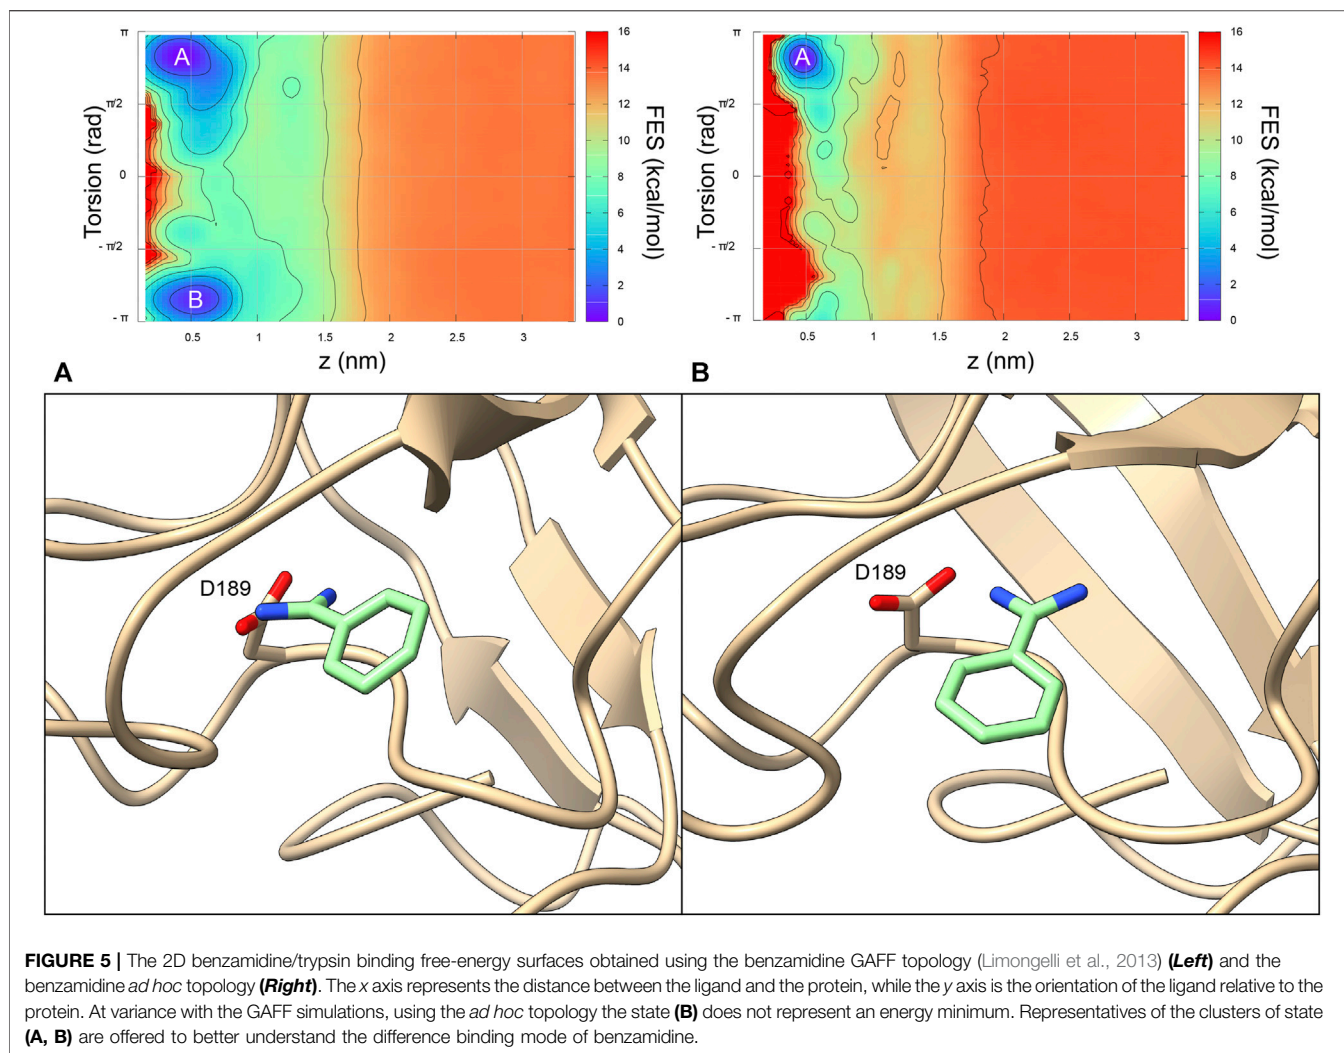 π
π/2
0
- π/2
- π
Torsion (rad)
A
B
0.5
1
1.5
2
2.5
3
z (nm)
16
14
12
10
8
6
4
2
0
FES (kcal/mol)
π
π/2
0
- π/2
- π
Torsion (rad)
A
0.5
1
1.5
2
2.5
3
z (nm)
16
14
12
10
8
6
4
2
0
FES (kcal/mol)
A
B
D189
D189
FIGURE 5 | The 2D benzamidine/trypsin binding free-energy surfaces obtained using the benzamidine GAFF topology (Limongelli et al., 2013) (Left) and the
benzamidine ad hoc topology (Right). The x axis represents the distance between the ligand and the protein, while the y axis is the orientation of the ligand relative to the
protein. At variance with the GAFF simulations, using the ad hoc topology the state (B) does not represent an energy minimum. Representatives of the clusters of state
(A, B) are offered to better understand the difference binding mode of benzamidine.